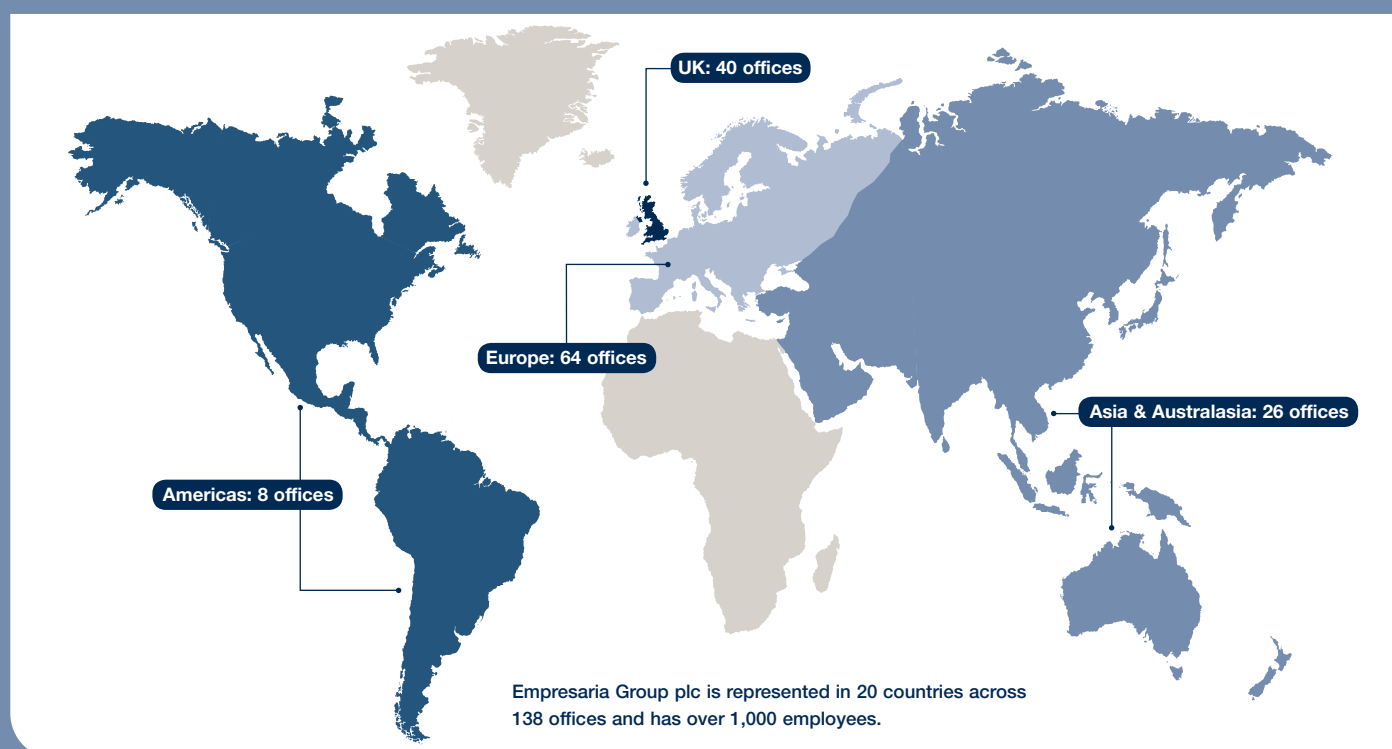 UK: 40 offices
Europe: 64 offices
Asia & Australasia: 26 offices
Americas: 8 offices
Empresaria Group plc is represented in 20 countries across
138 offices and has over 1,000 employees.